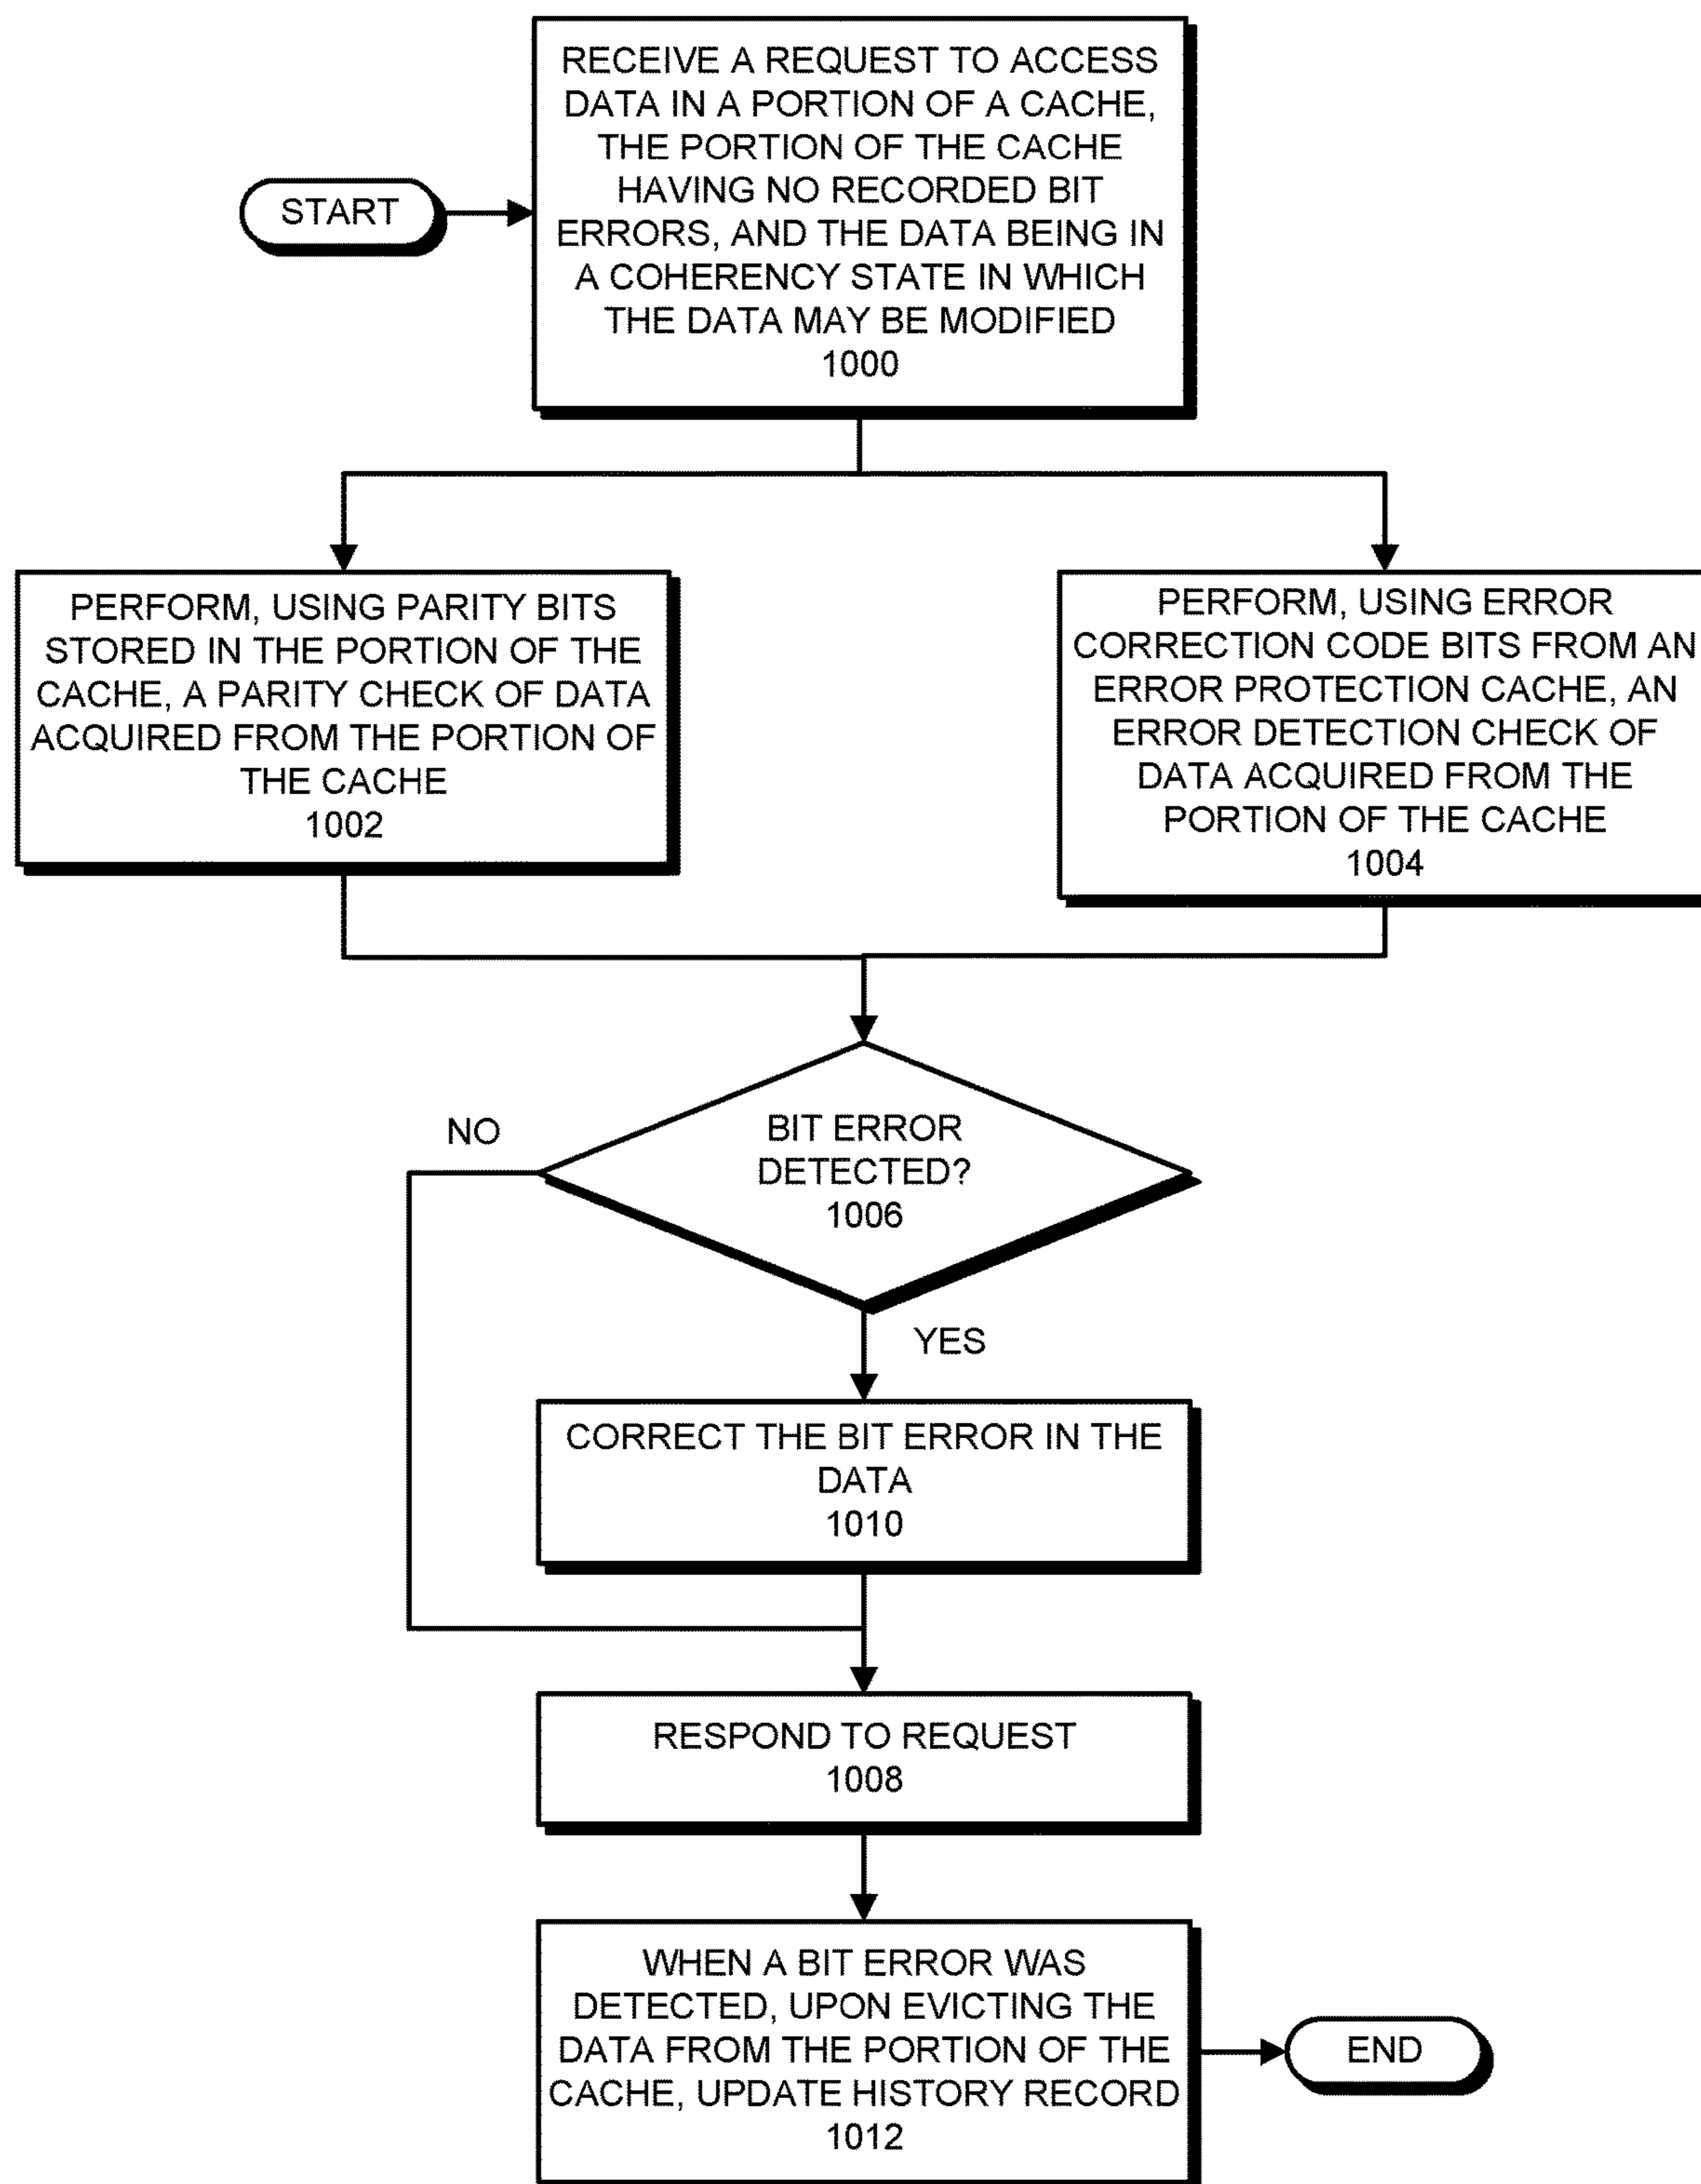 RECEIVE A REQUEST TO ACCESS
DATA IN A PORTION OF A CACHE,
THE PORTION OF THE CACHE
HAVING NO RECORDED BIT
ERRORS, AND THE DATA BEING IN
A COHERENCY STATE IN WHICH
THE DATA MAY BE MODIFIED
1000
START
PERFORM, USING PARITY BITS
STORED IN THE PORTION OF THE
CACHE, A PARITY CHECK OF DATA
ACQUIRED FROM THE PORTION OF
THE CACHE
1002
PERFORM, USING ERROR
CORRECTION CODE BITS FROM AN
ERROR PROTECTION CACHE, AN
ERROR DETECTION CHECK OF
DATA ACQUIRED FROM THE
PORTION OF THE CACHE
1004
NO
BIT ERROR
DETECTED?
1006
YES
CORRECT THE BIT ERROR IN THE
DATA
1010
RESPOND TO REQUEST
1008
WHEN A BIT ERROR WAS
DETECTED, UPON EVICTING THE
DATA FROM THE PORTION OF THE
CACHE, UPDATE HISTORY RECORD
1012
END